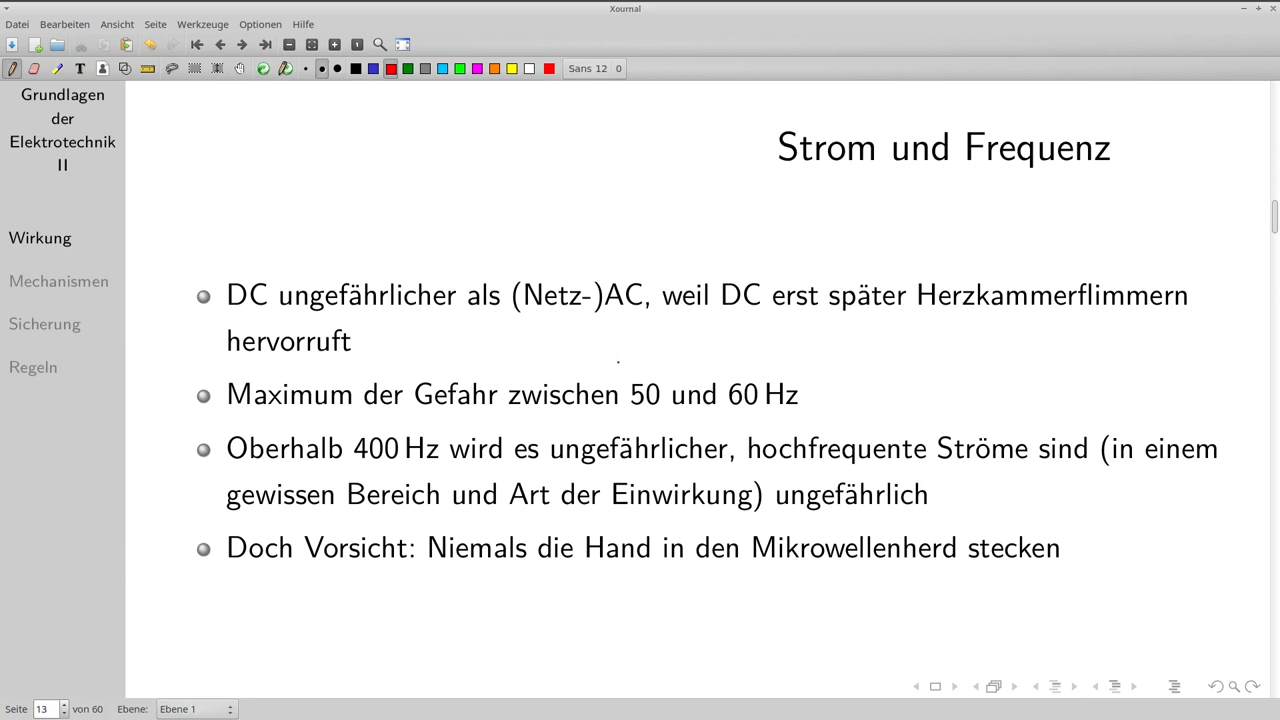 Xournal
Datei Bearbeiten Ansicht Seite Werkzeuge Optionen Hilfe
Sans 12 0
Grundlagen
der
Elektrotechnik
II
Wirkung
Mechanismen
Sicherung
Regeln
Strom und Frequenz
DC ungefährlicher als (Netz-)AC, weil DC erst später Herzkammerflimmern
hervorruft
Maximum der Gefahr zwischen 50 und 60 Hz
Oberhalb 400 Hz wird es ungefährlicher, hochfrequente Ströme sind (in einem
gewissen Bereich und Art der Einwirkung) ungefährlich
Doch Vorsicht: Niemals die Hand in den Mikrowellenherd stecken
Seite 13 von 60 Ebene: Ebene 1